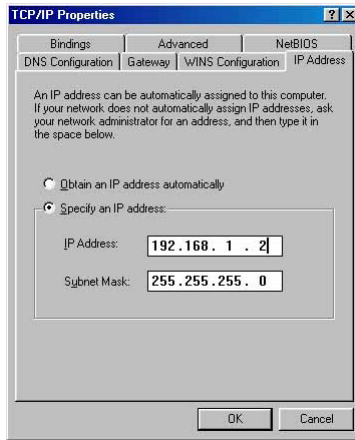 TCP/IP Properties
Bindings Advanced NetBIOS
DNS Configuration Gateway WINS Configuration IP Address
An IP address can be automatically assigned to this computer.
If your network does not automatically assign IP addresses, ask
your network administrator for an address, and then type it in
the space below.
Obtain an IP address automatically
Specify an IP address:
IP Address: 192.168. 1 . 2
Subnet Mask: 255.255.255. 0
OK Cancel